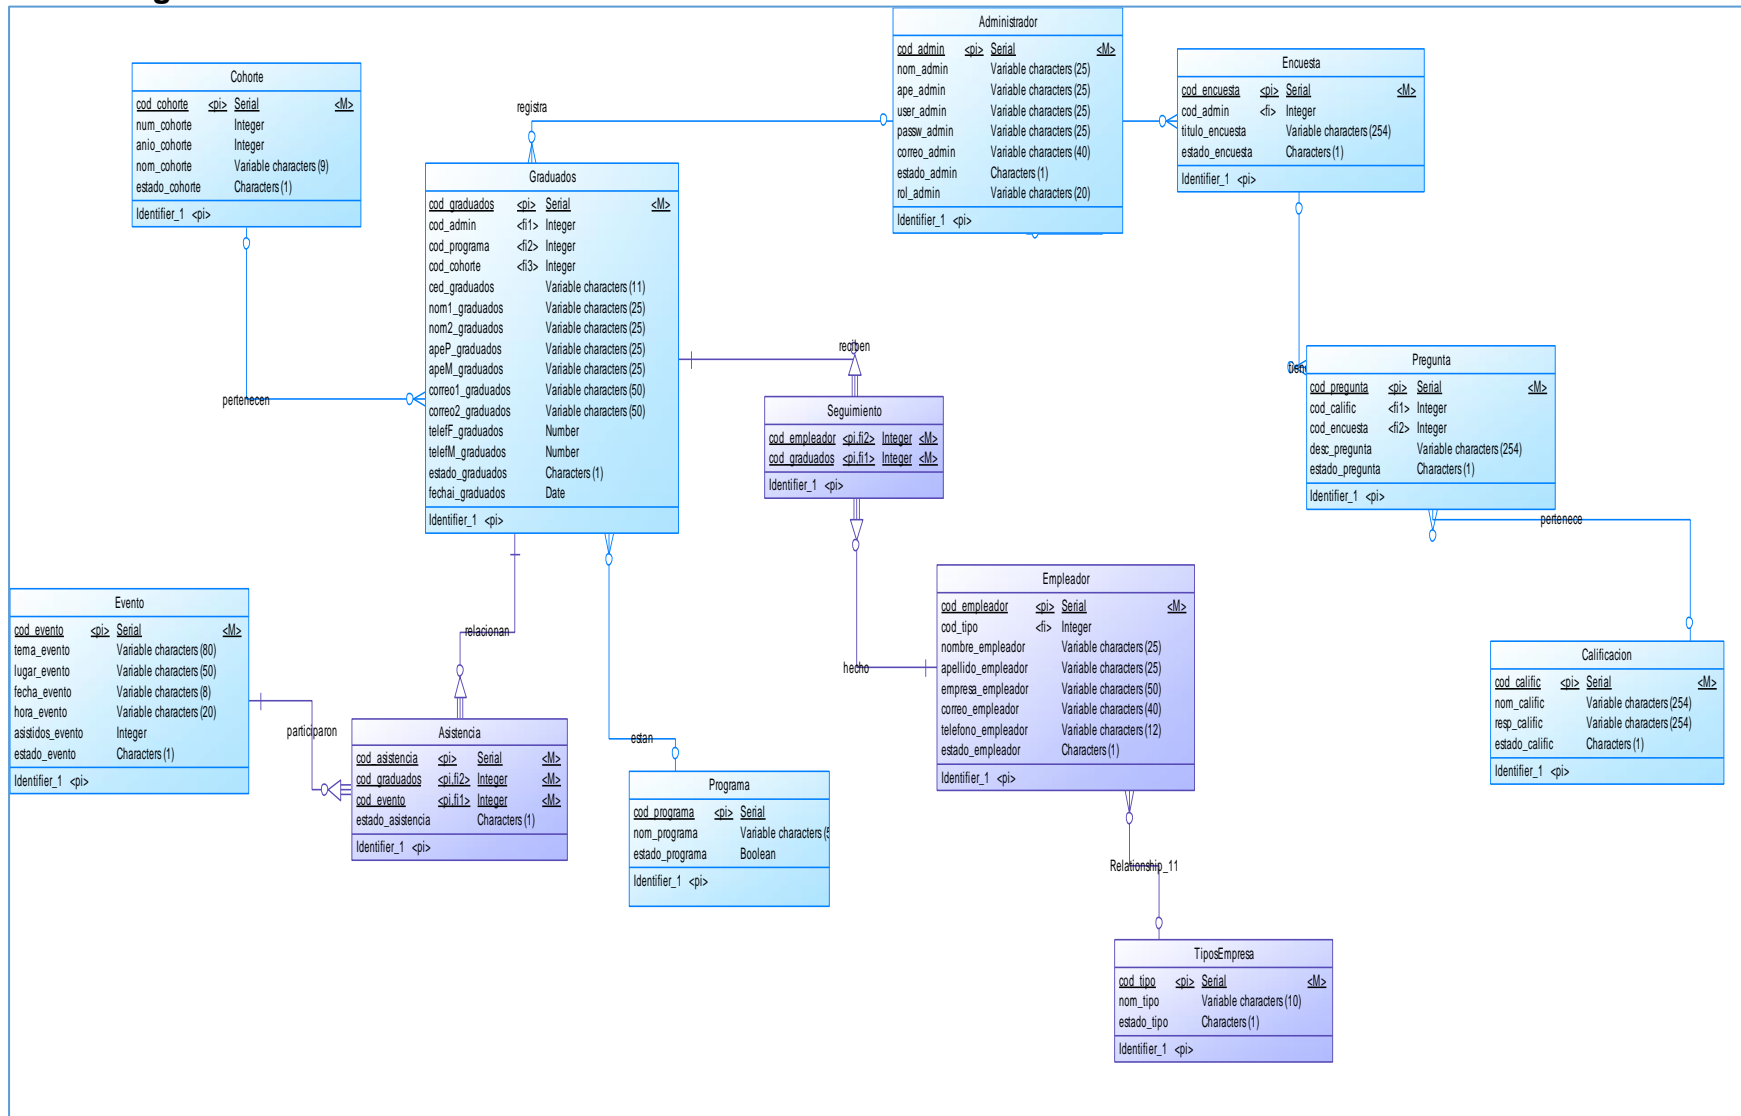 Administrador
cod_admin <pi> Serial <M>
nom_admin Variable characters (25)
ape_admin Variable characters (25)
user_admin Variable characters (25)
passw_admin Variable characters (25)
correo_admin Variable characters (40)
estado_admin Characters (1)
rol_admin Variable characters (20)
Identifier_1 <pi>
Encuesta
cod_encuesta <pi> Serial <M>
cod_admin <fi> Integer
titulo_encuesta Variable characters (254)
estado_encuesta Characters (1)
Identifier_1 <pi>
Cohorte
cod_cohorte <pi> Serial <M>
num_cohorte Integer
anio_cohorte Integer
nom_cohorte Variable characters (9)
estado_cohorte Characters (1)
Identifier_1 <pi>
registra
Graduados
cod_graduados <pi> Serial <M>
cod_admin <fi1> Integer
cod_programa <fi2> Integer
cod_cohorte <fi3> Integer
ced_graduados Variable characters (11)
nom1_graduados Variable characters (25)
nom2_graduados Variable characters (25)
apeP_graduados Variable characters (25)
apeM_graduados Variable characters (25)
correo1_graduados Variable characters (50)
correo2_graduados Variable characters (50)
telefF_graduados Number
telefM_graduados Number
estado_graduados Characters (1)
fechai_graduados Date
Identifier_1 <pi>
pertenecen
reciben
Seguimiento
cod_empleador <pi,fi2> Integer <M>
cod_graduados <pi,fi1> Integer <M>
Identifier_1 <pi>
Pregunta
cod_pregunta <pi> Serial <M>
cod_calific <fi1> Integer
cod_encuesta <fi2> Integer
desc_pregunta Variable characters (254)
estado_pregunta Characters (1)
Identifier_1 <pi>
pertenece
Evento
cod_evento <pi> Serial <M>
tema_evento Variable characters (80)
lugar_evento Variable characters (50)
fecha_evento Variable characters (8)
hora_evento Variable characters (20)
asistidos_evento Integer
estado_evento Characters (1)
Identifier_1 <pi>
relacionan
participaron
Asistencia
cod_asistencia <pi> Serial <M>
cod_graduados <pi,fi2> Integer <M>
cod_evento <pi,fi1> Integer <M>
estado_asistencia Characters (1)
Identifier_1 <pi>
estan
Programa
cod_programa <pi> Serial
nom_programa Variable characters (5
estado_programa Boolean
Identifier_1 <pi>
hecho
Empleador
cod_empleador <pi> Serial <M>
cod_tipo <fi> Integer
nombre_empleador Variable characters (25)
apellido_empleador Variable characters (25)
empresa_empleador Variable characters (50)
correo_empleador Variable characters (40)
telefono_empleador Variable characters (12)
estado_empleador Characters (1)
Identifier_1 <pi>
Calificacion
cod_calific <pi> Serial <M>
nom_calific Variable characters (254)
resp_calific Variable characters (254)
estado_calific Characters (1)
Identifier_1 <pi>
Relationship_11
TiposEmpresa
cod_tipo <pi> Serial <M>
nom_tipo Variable characters (10)
estado_tipo Characters (1)
Identifier_1 <pi>